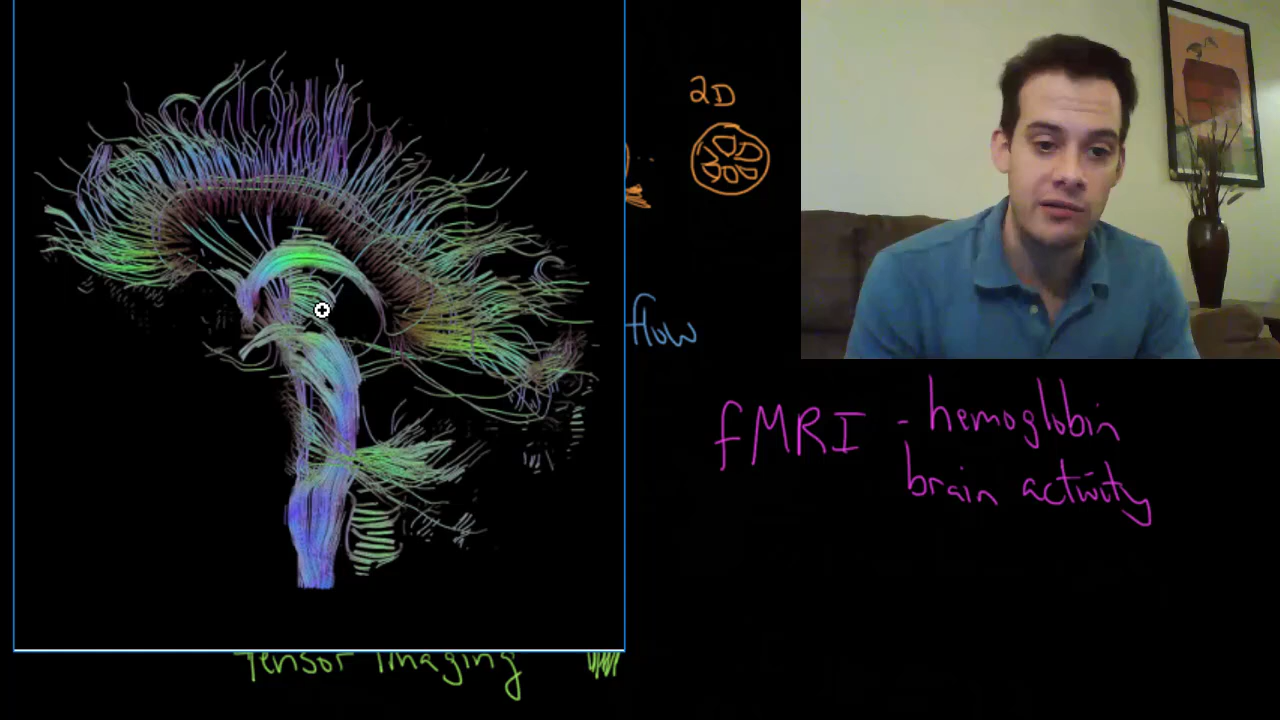 2D
flow
fMRI - hemoglobin
brain activity
Tensor Imaging